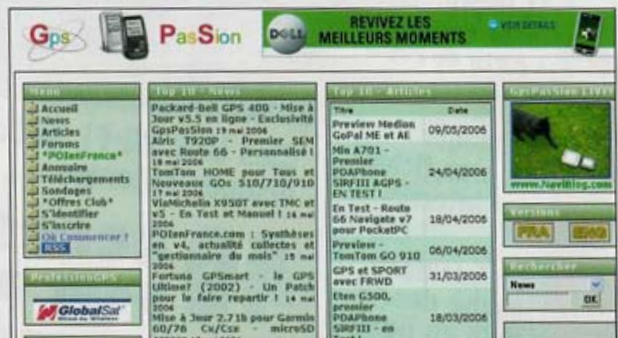 Gps PasSion
DELL
REVIVEZ LES
MEILLEURS MOMENTS
VOIR DETAILS
Menu
Accueil
News
Articles
Forums
*POIenFrance*
Annuaire
Téléchargements
Sondages
*Offres Club*
S'identifier
S'inscrire
Où Commencer !
RSS
ProfessionGPS
GlobalSat
Top 10 - News
Packard-Bell GPS 400 - Mise à
Jour v5.5 en ligne - Exclusivité
GpsPasSion 19 mai 2006
Airis T920P - Premier SEM
avec Route 66 - Personnalisé !
18 mai 2006
TomTom HOME pour Tous et
Nouveaux GOs 510/710/910
17 mai 2006
ViaMichelin X950T avec TMC et
v5 - En Test et Manuel ! 16 mai
2006
POIenFrance.com : Synthèses
en v4, actualité collectes et
"gestionnaire du mois" 15 mai
2006
Fortuna GPSmart - le GPS
Ultime? (2002) - Un Patch
pour le faire repartir ! 14 mai
2006
Mise à Jour 2.71b pour Garmin
60/76 Cx/Csx - microSD
Top 10 - Articles
Titre Date
Preview Medion
GoPal ME et AE 09/05/2006
Mio A701 -
Premier
PDAPhone
SIRFIII AGPS -
EN TEST ! 24/04/2006
En Test - Route
66 Navigate v7
pour PocketPC 18/04/2006
Preview -
TomTom GO 910 06/04/2006
GPS et SPORT
avec FRWD 31/03/2006
Eten G500,
premier
PDAPhone
SIRFIII - en
Test ! 18/03/2006
GpsPasSion LIVE!
www.NaviBlog.com
Versions
FRA ENG
Rechercher
News
OK